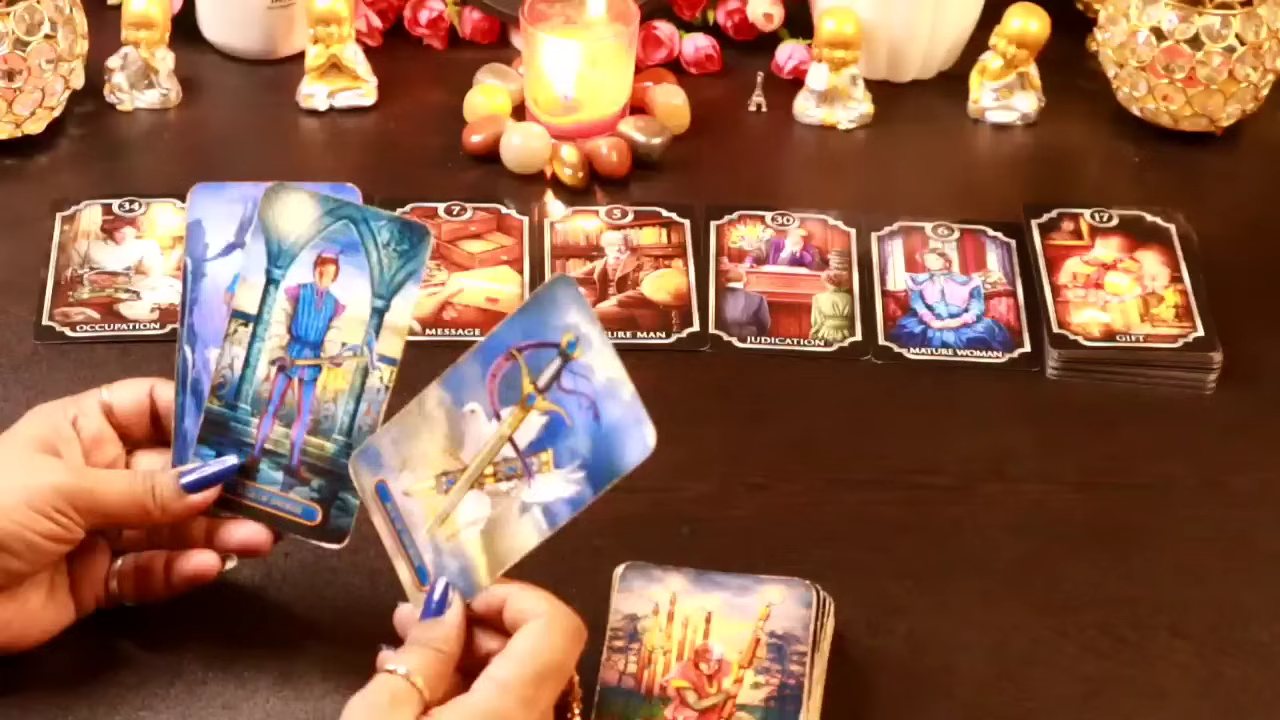 34
7
5
30
6
17
OCCUPATION
MESSAGE
URE MAN
JUDICATION
MATURE WOMAN
GIFT